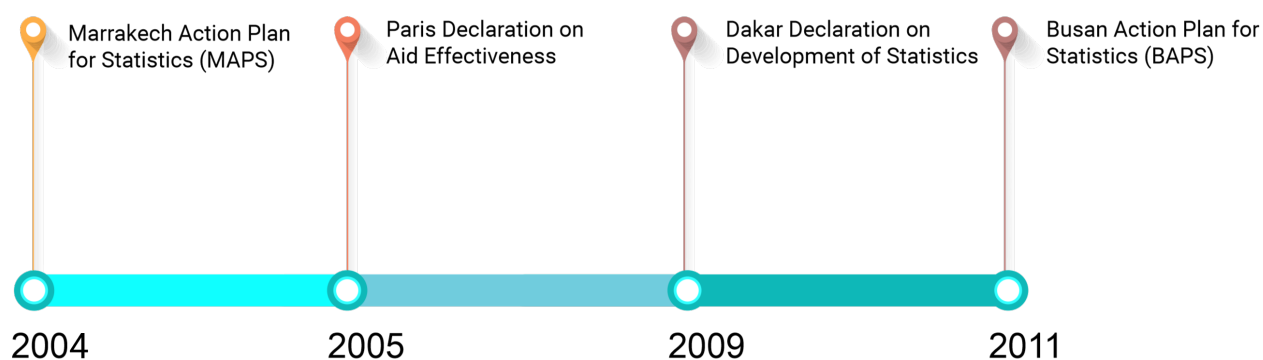 Marrakech Action Plan
for Statistics (MAPS)
Paris Declaration on
Aid Effectiveness
Dakar Declaration on
Development of Statistics
Busan Action Plan for
Statistics (BAPS)
2004
2005
2009
2011